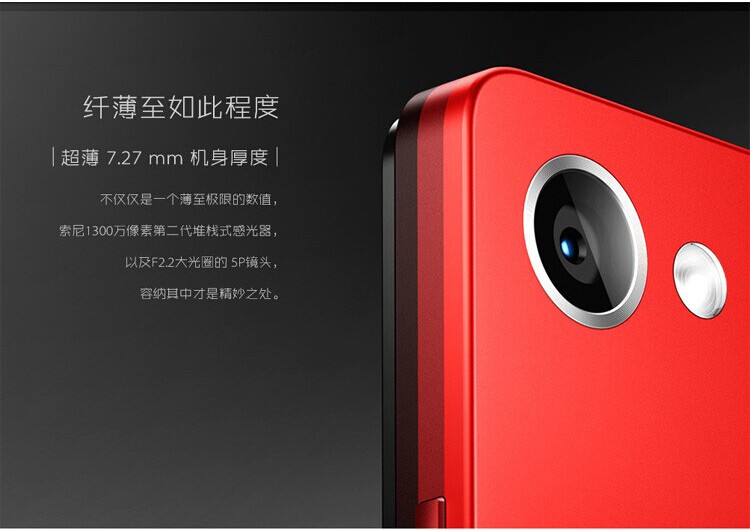 纤薄至如此程度
超薄 7.27 mm 机身厚度
不仅仅是一个薄至极限的数值，
索尼1300万像素第二代堆栈式感光器，
以及F2.2大光圈的 5P镜头，
容纳其中才是精妙之处。